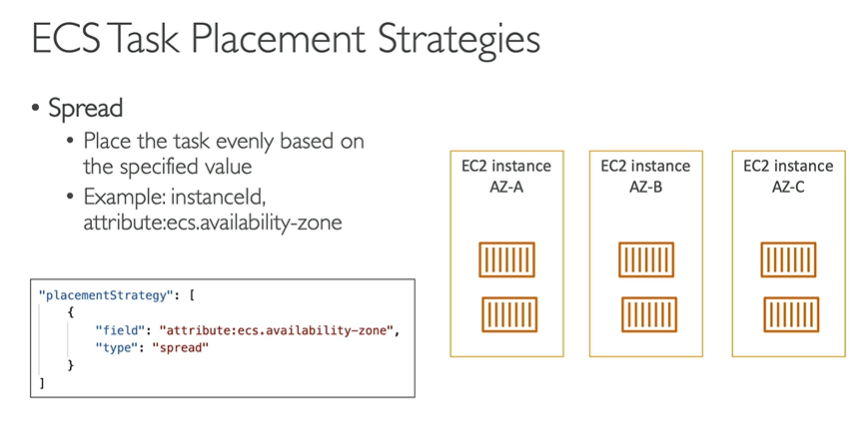 ECS Task Placement Strategies
• Spread
• Place the task evenly based on
the specified value
• Example: instanceId,
attribute:ecs.availability-zone
"placementStrategy": [
{
"field": "attribute:ecs.availability-zone",
"type": "spread"
}
]
EC2 instance
AZ-A
EC2 instance
AZ-B
EC2 instance
AZ-C